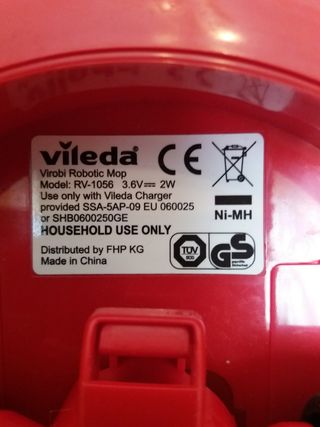 vileda
CE
Virobi Robotic Mop
Model: RV-1056 3.6V⎓ 2W
Use only with Vileda Charger
provided SSA-5AP-09 EU 060025
or SHB0600250GE
Ni-MH
HOUSEHOLD USE ONLY
Distributed by FHP KG
Made in China
TÜV
GS